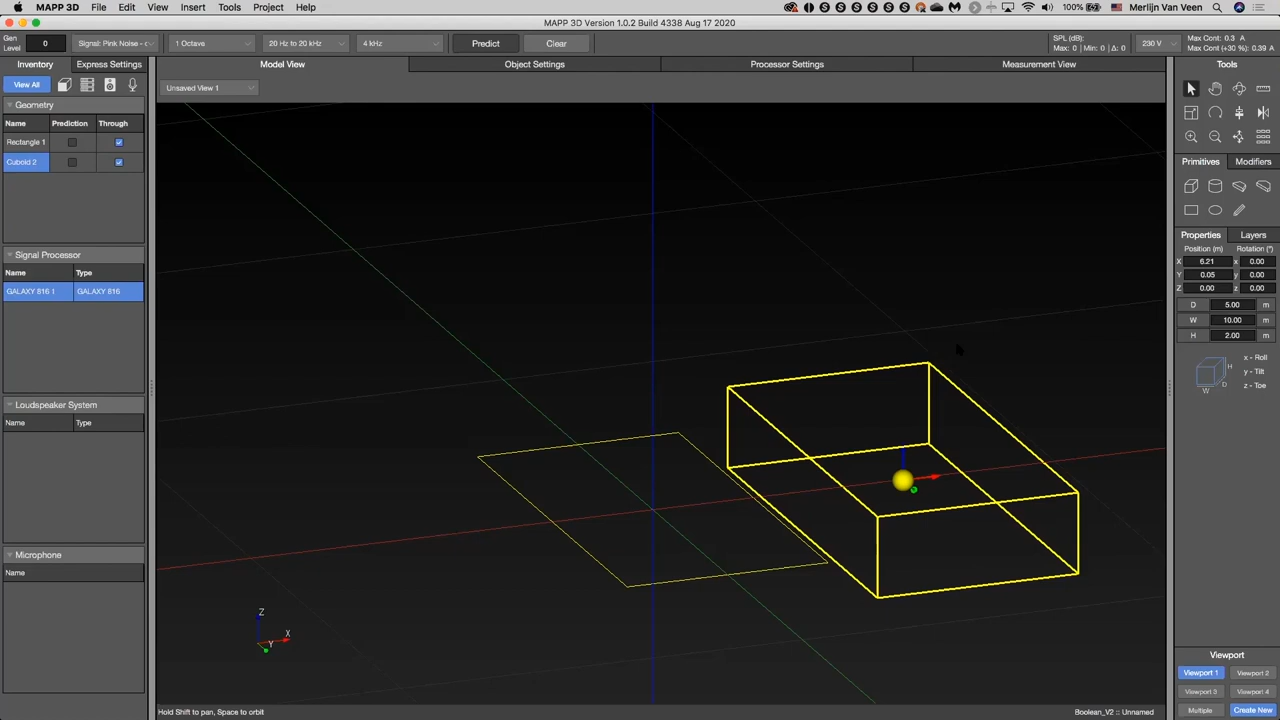 MAPP 3D File Edit View Insert Tools Project Help 100% Merlijn Van Veen
MAPP 3D Version 1.0.2 Build 4338 Aug 17 2020
Gen Level 0 Signal: Pink Noise - c 1 Octave 20 Hz to 20 kHz 4 kHz Predict Clear SPL (dB): Max: 0 | Min: 0 | Δ: 0 230 V Max Cont: 0.3 A Max Cont (+30 %): 0.39 A
Inventory Express Settings Model View Object Settings Processor Settings Measurement View Tools
View All Unsaved View 1
Geometry
Name Prediction Through
Rectangle 1
Cuboid 2
Primitives Modifiers
Properties Layers
Position (m) Rotation (°)
X 6.21 x 0.00
Y 0.05 y 0.00
Z 0.00 z 0.00
D 5.00 m
W 10.00 m
H 2.00 m
x - Roll
H
y - Tilt
D
W
z - Toe
Signal Processor
Name Type
GALAXY 816 1 GALAXY 816
Loudspeaker System
Name Type
Microphone
Name
Z
X
Y
Viewport
Viewport 1 Viewport 2
Viewport 3 Viewport 4
Multiple Create New
Hold Shift to pan, Space to orbit Boolean_V2 :: Unnamed